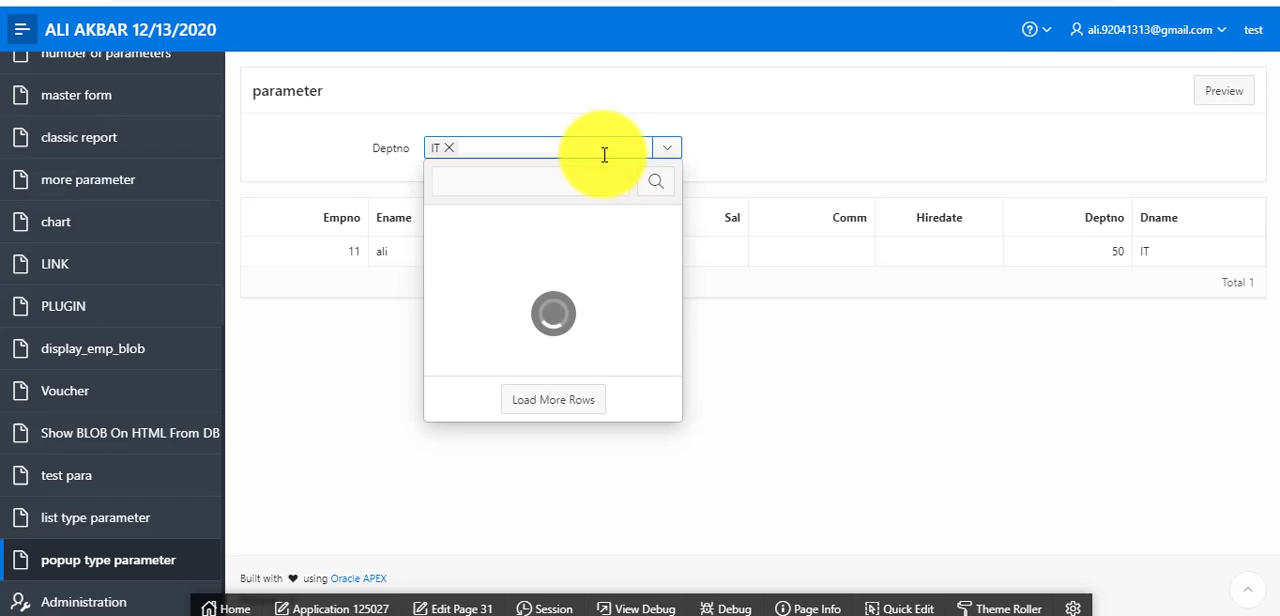 ALI AKBAR 12/13/2020
ali.92041313@gmail.com
test
number of parameters
master form
classic report
more parameter
chart
LINK
PLUGIN
display_emp_blob
Voucher
Show BLOB On HTML From DB
test para
list type parameter
popup type parameter
Administration
parameter
Preview
Deptno
IT
Empno Ename Sal Comm Hiredate Deptno Dname
11 ali 50 IT
Total 1
Load More Rows
Built with ♥ using Oracle APEX
Home Application 125027 Edit Page 31 Session View Debug Debug Page Info Quick Edit Theme Roller